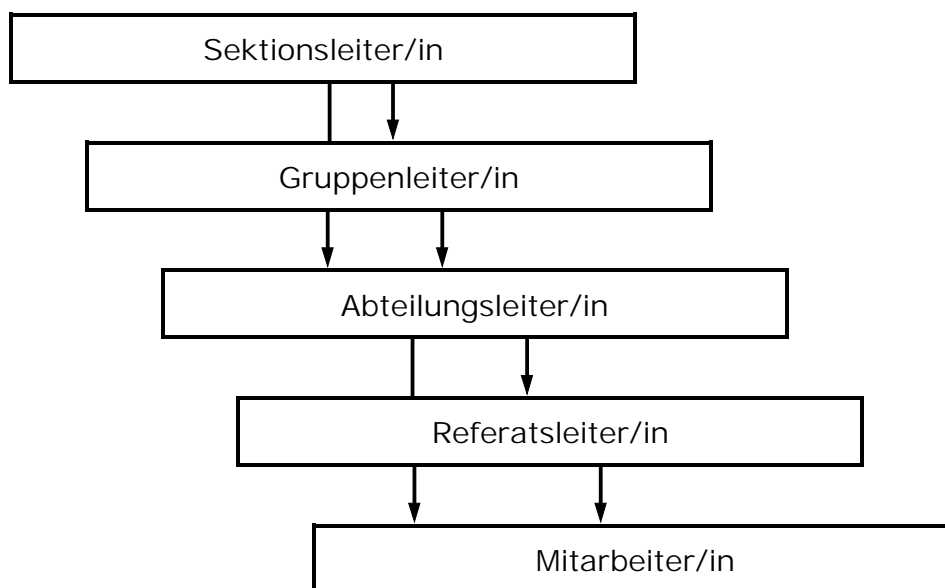 Sektionsleiter/in
Gruppenleiter/in
Abteilungsleiter/in
Referatsleiter/in
Mitarbeiter/in